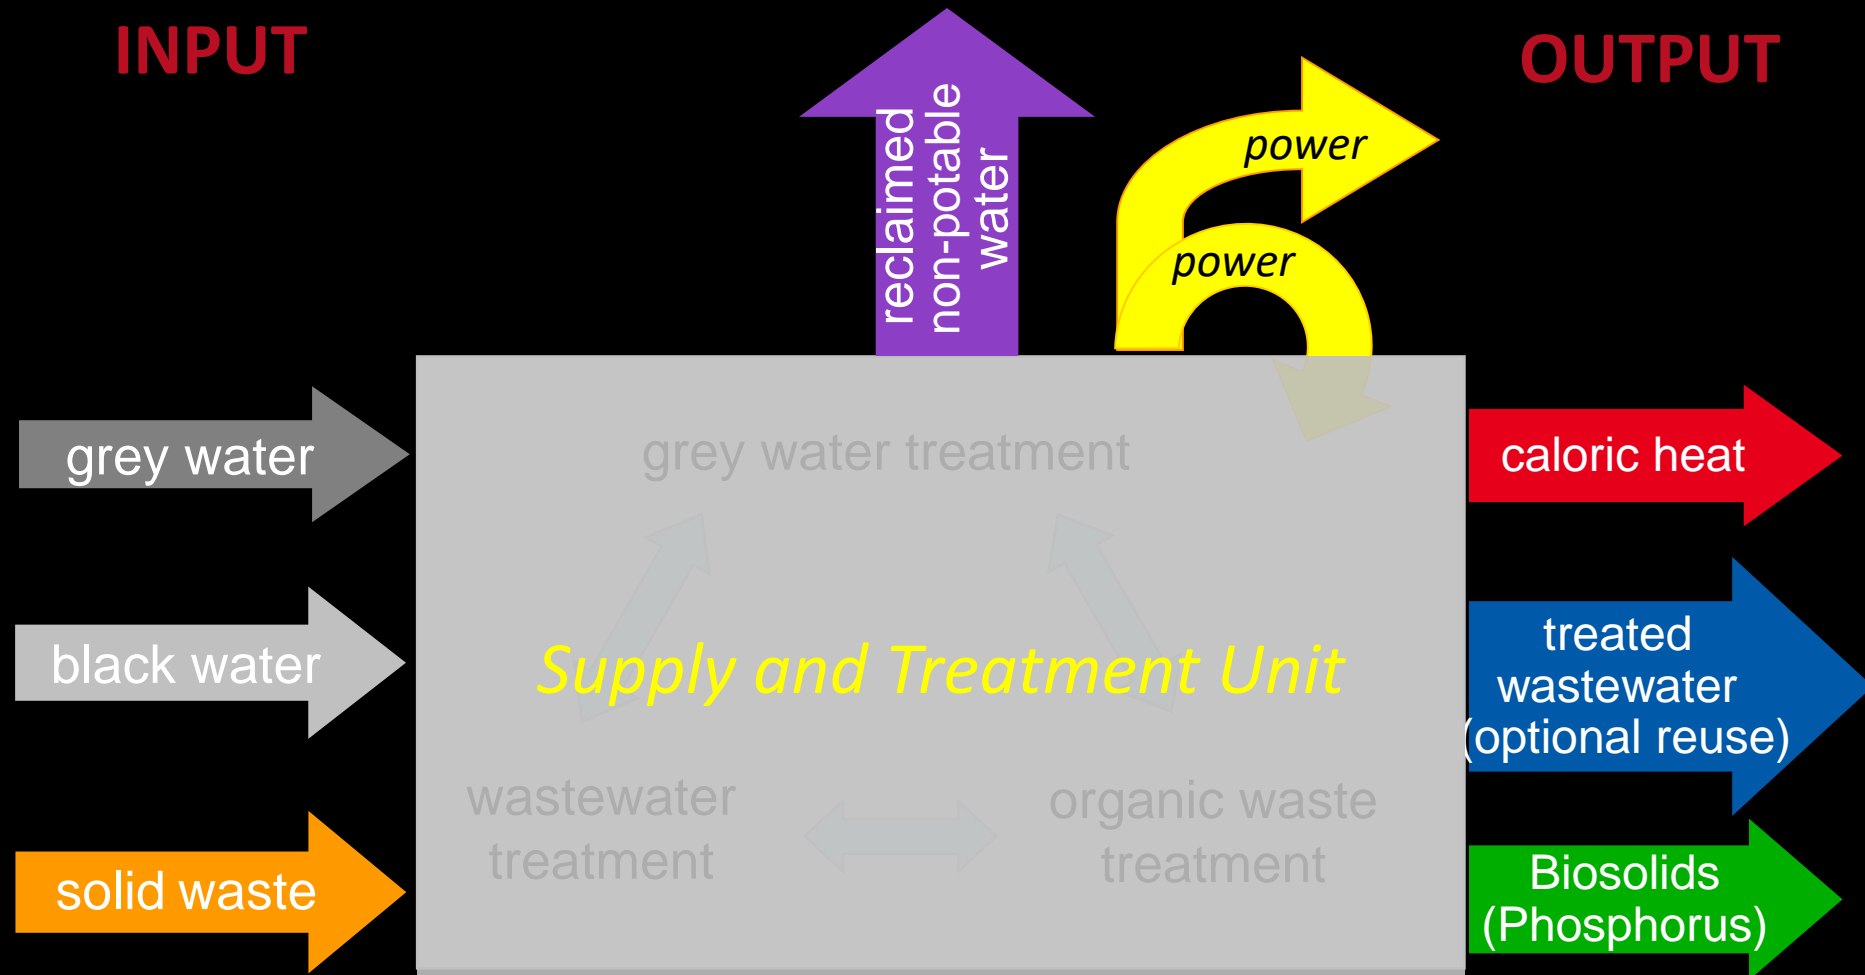 INPUT
OUTPUT
reclaimed
non-potable
water
power
power
grey water
grey water treatment
caloric heat
black water
Supply and Treatment Unit
treated
wastewater
(optional reuse)
wastewater
treatment
organic waste
treatment
solid waste
Biosolids
(Phosphorus)